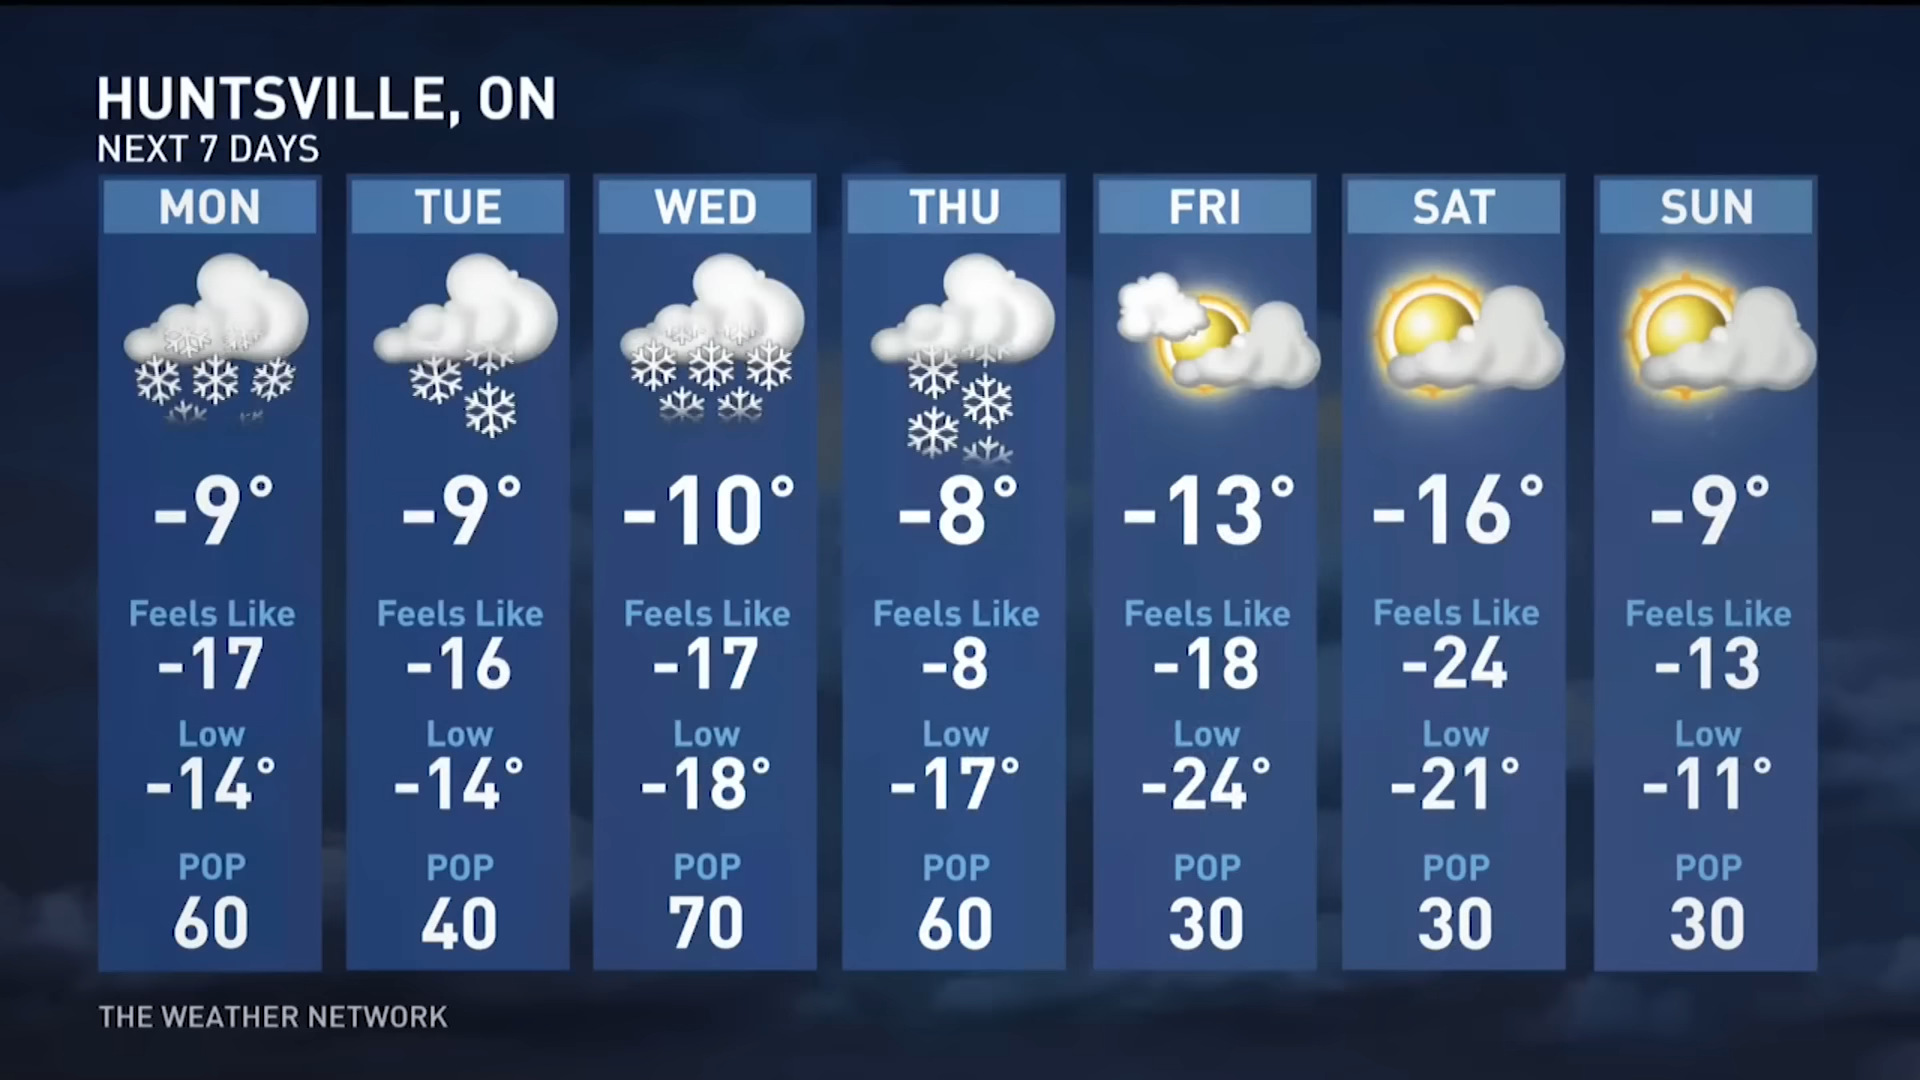 HUNTSVILLE, ON
NEXT 7 DAYS
MON TUE WED THU FRI SAT SUN
-9° -9° -10° -8° -13° -16° -9°
Feels Like Feels Like Feels Like Feels Like Feels Like Feels Like Feels Like
-17 -16 -17 -8 -18 -24 -13
Low Low Low Low Low Low Low
-14° -14° -18° -17° -24° -21° -11°
POP POP POP POP POP POP POP
60 40 70 60 30 30 30
THE WEATHER NETWORK